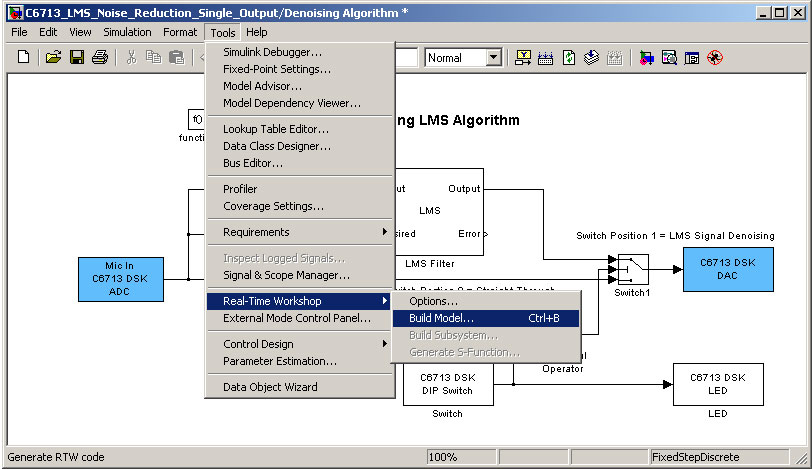 C6713_LMS_Noise_Reduction_Single_Output/Denoising Algorithm *
File Edit View Simulation Format Tools Help
Normal
Simulink Debugger...
Fixed-Point Settings...
Model Advisor...
Model Dependency Viewer...
Lookup Table Editor...
Data Class Designer...
Bus Editor...
Profiler
Coverage Settings...
Requirements
Inspect Logged Signals...
Signal & Scope Manager...
Real-Time Workshop
External Mode Control Panel...
Control Design
Parameter Estimation...
Data Object Wizard
Options...
Build Model... Ctrl+B
Build Subsystem...
Generate S-Function...
f()
functi
ng LMS Algorithm
ut Output
LMS
sired Error
LMS Filter
Mic In
C6713 DSK
ADC
Switch Position 1 = LMS Signal Denoising
C6713 DSK
DAC
Switch1
Operator
C6713 DSK
DIP Switch
Switch
C6713 DSK
LED
LED
Generate RTW code
100%
FixedStepDiscrete